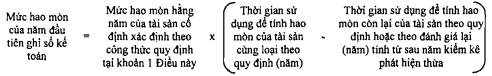 Mức hao mòn
của năm đầu
tiên ghi sổ kế
toán
=
Mức hao mòn hằng
năm của tài sản cố
định xác định theo
công thức quy định
tại khoản 1 Điều này
x
(
Thời gian sử
dụng để tính hao
mòn của tài sản
cùng loại theo
quy định (năm)
-
Thời gian sử dụng để tính hao
mòn còn lại của tài sản theo quy
định hoặc theo đánh giá lại
(năm) tính từ sau năm kiểm kê
phát hiện thừa
)